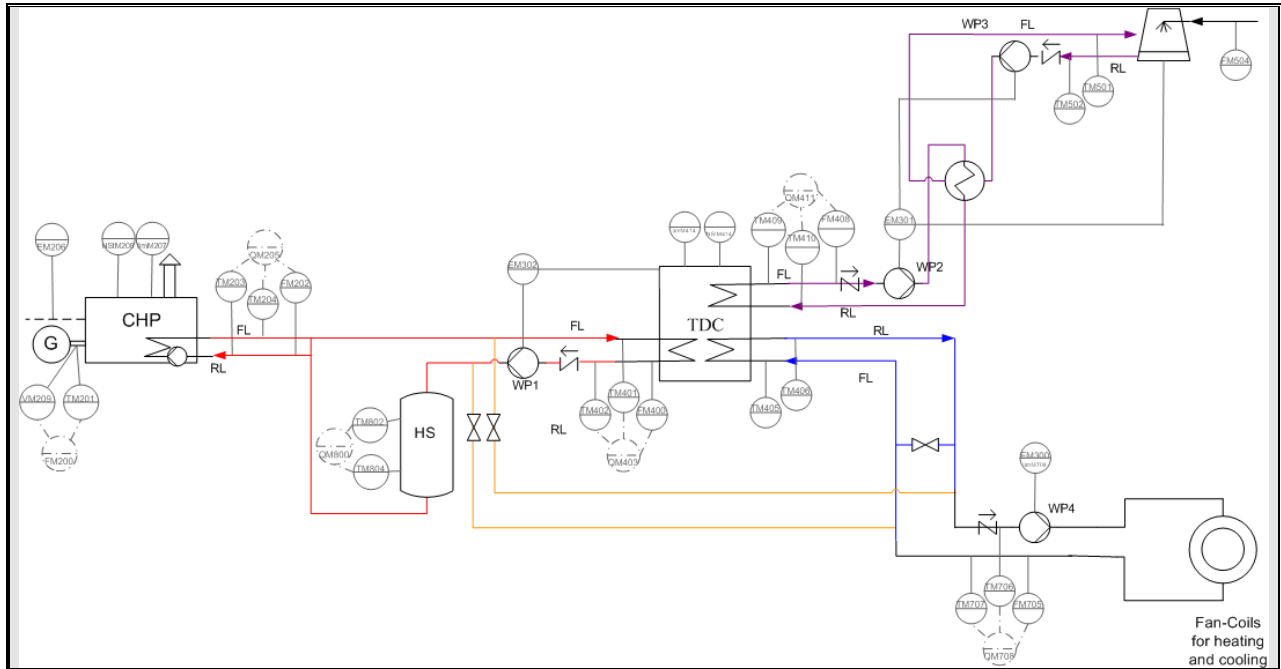 WP3
FL
FM504
RL
TM501
TM502
QM411
EM301
TM409
FM408
TM410
WP2
EM206
QM205
TM203
FM202
TM204
EM302
FL
RL
CHP
G
FL
RL
FL
TDC
RL
FL
WP1
VM209
TM201
FM200
HS
TM802
QM800
TM804
TM402
TM401
FM400
RL
QM403
TM405
TM406
EM300
WP4
TM707
TM706
FM705
QM708
Fan-Coils
for heating
and cooling